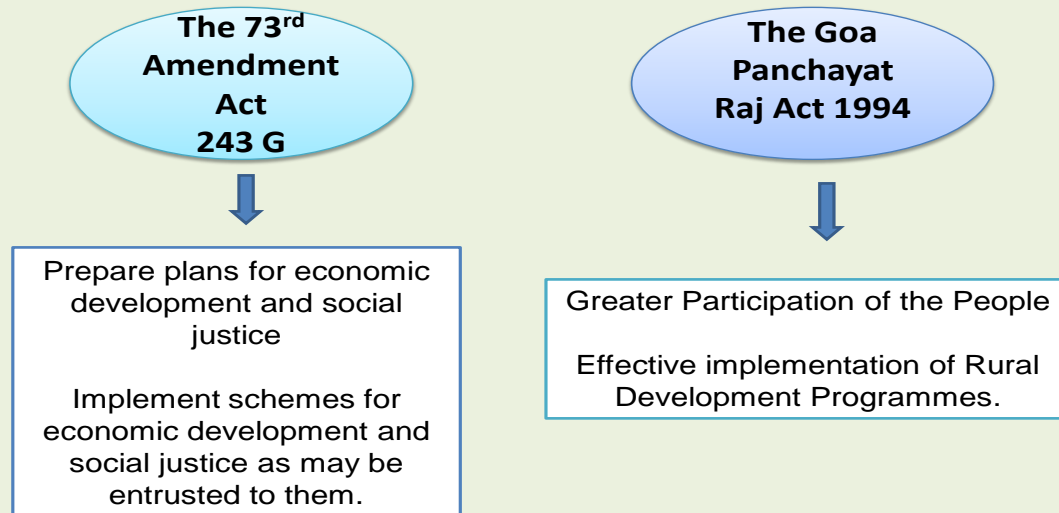 The 73rd
Amendment
Act
243 G
Prepare plans for economic
development and social
justice
Implement schemes for
economic development and
social justice as may be
entrusted to them.
The Goa
Panchayat
Raj Act 1994
Greater Participation of the People
Effective implementation of Rural
Development Programmes.